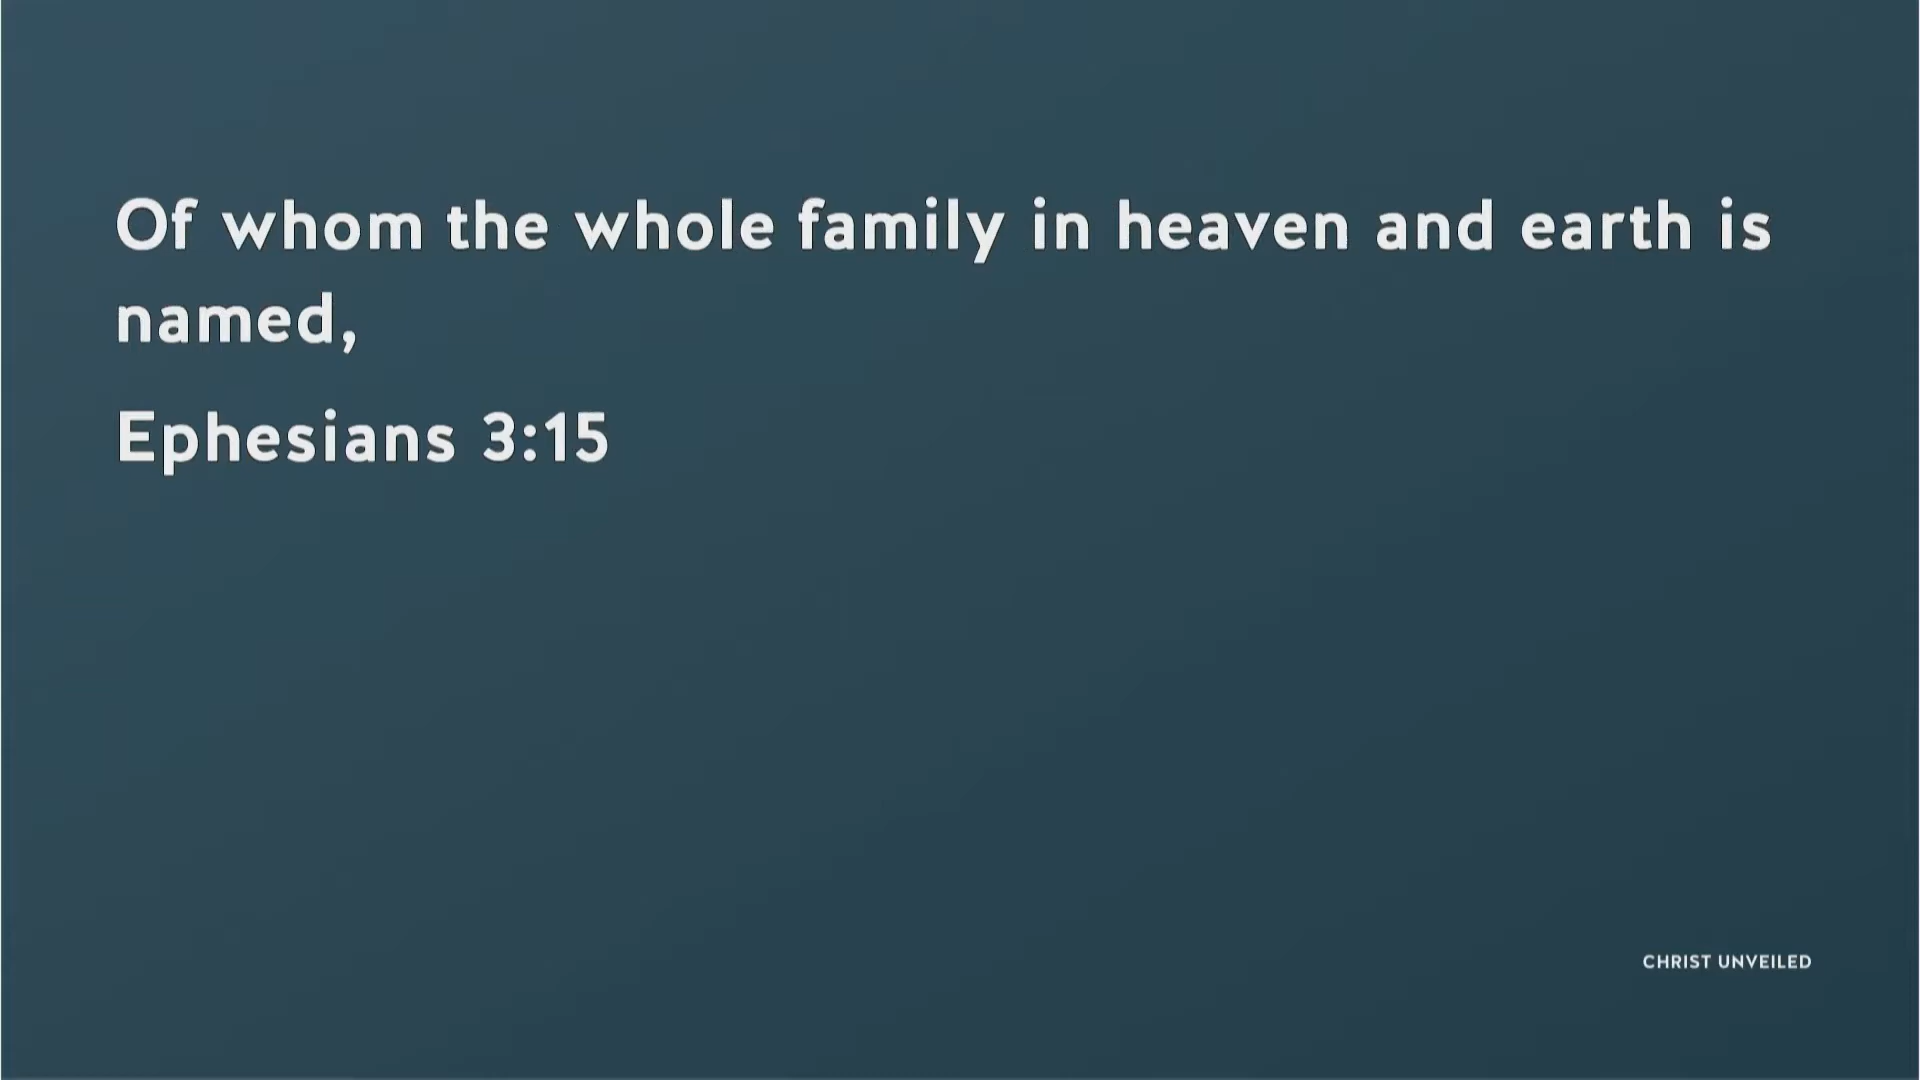 Of whom the whole family in heaven and earth is
named,
Ephesians 3:15
CHRIST UNVEILED